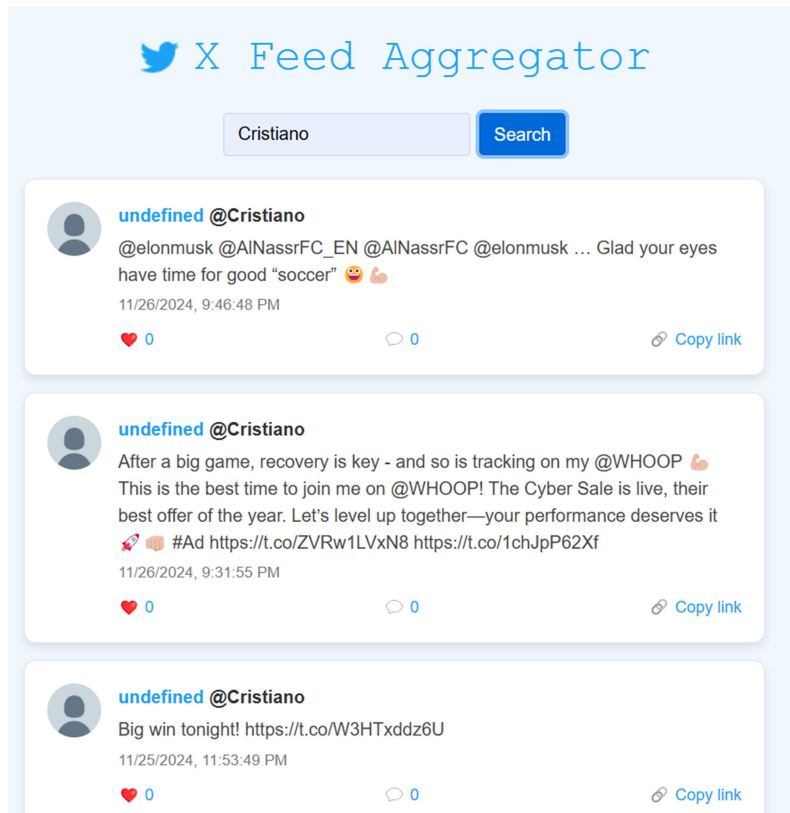 X Feed Aggregator
Cristiano
Search
undefined @Cristiano
@elonmusk @AlNassrFC_EN @AlNassrFC @elonmusk … Glad your eyes
have time for good “soccer” 🤩 💪🏼
11/26/2024, 9:46:48 PM
❤️ 0
💬 0
🔗 Copy link
undefined @Cristiano
After a big game, recovery is key - and so is tracking on my @WHOOP 💪🏼
This is the best time to join me on @WHOOP! The Cyber Sale is live, their
best offer of the year. Let’s level up together—your performance deserves it
🚀 👊🏼 #Ad https://t.co/ZVRw1LVxN8 https://t.co/1chJpP62Xf
11/26/2024, 9:31:55 PM
❤️ 0
💬 0
🔗 Copy link
undefined @Cristiano
Big win tonight! https://t.co/W3HTxddz6U
11/25/2024, 11:53:49 PM
❤️ 0
💬 0
🔗 Copy link